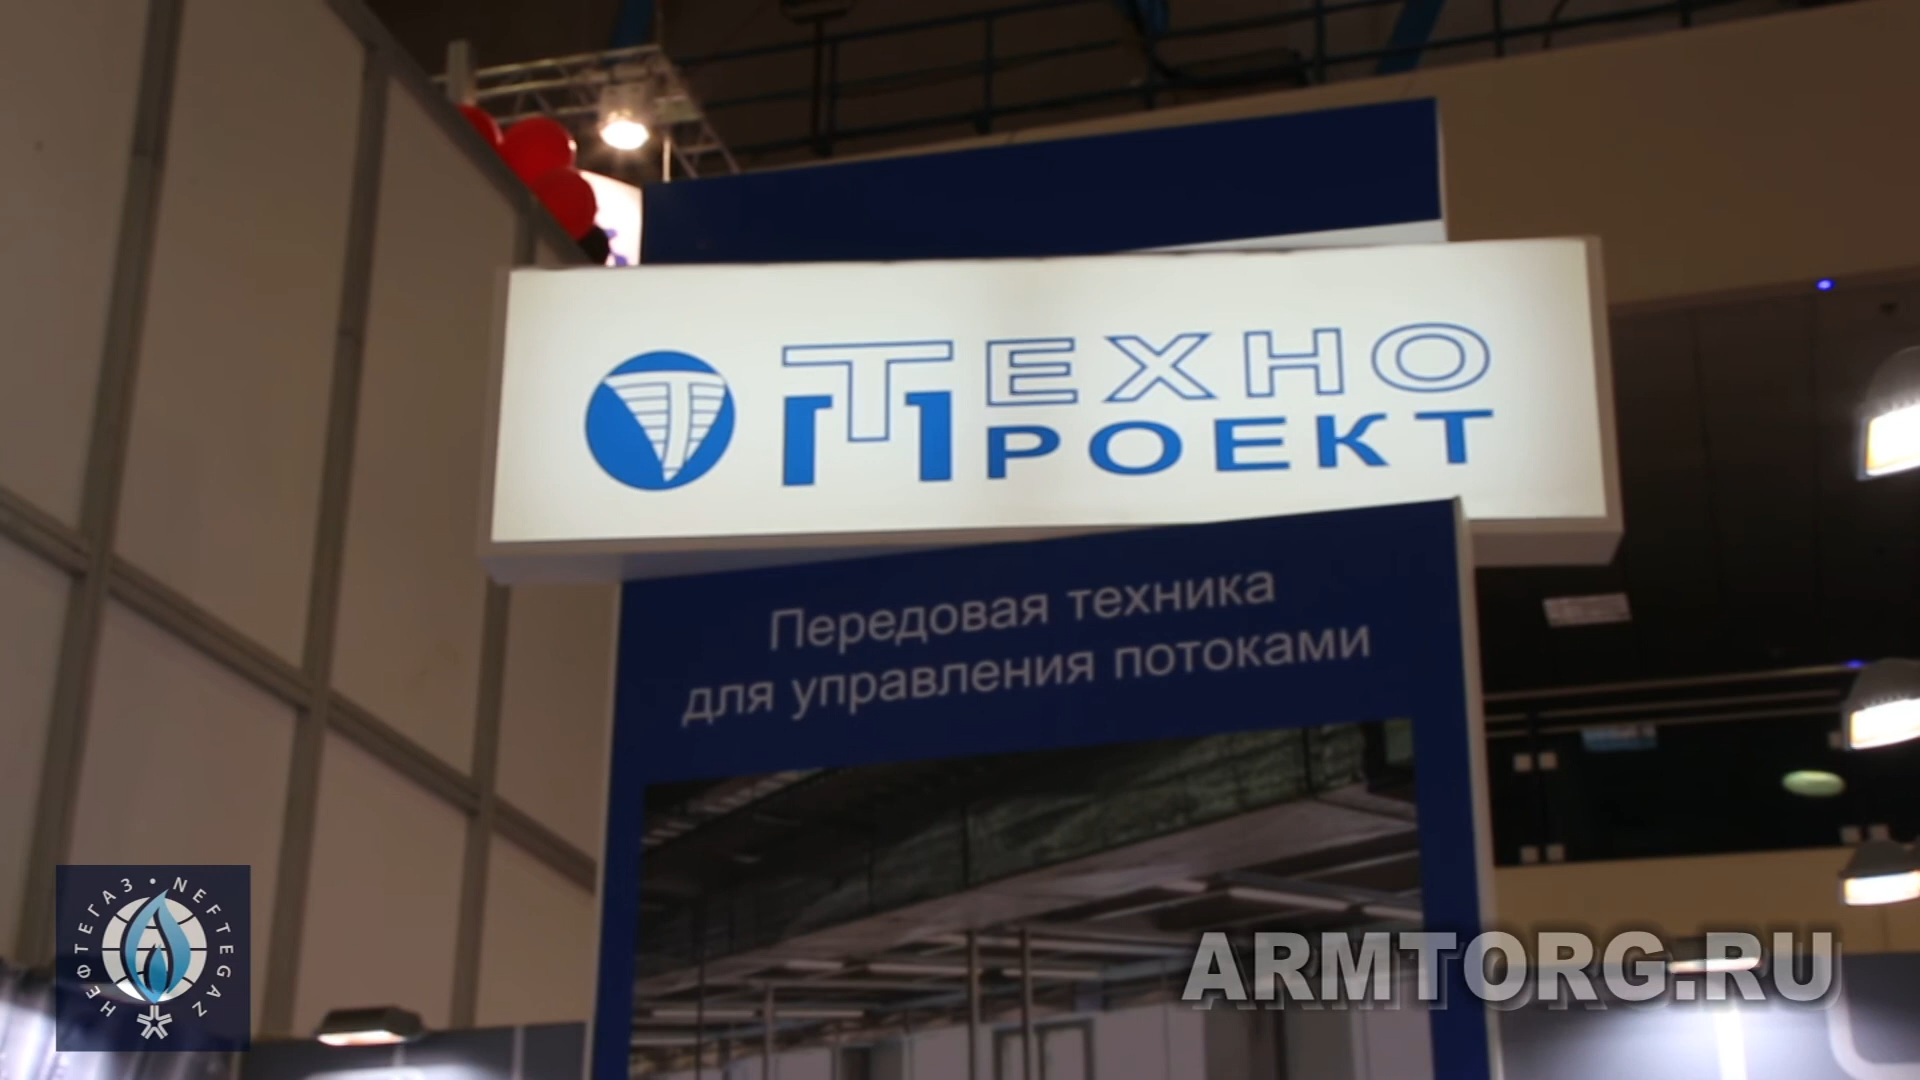 ТЕХНО
ПРОЕКТ
Передовая техника
для управления потоками
НЕФТЕГАЗ • NEFTEGAZ
ARMTORG.RU